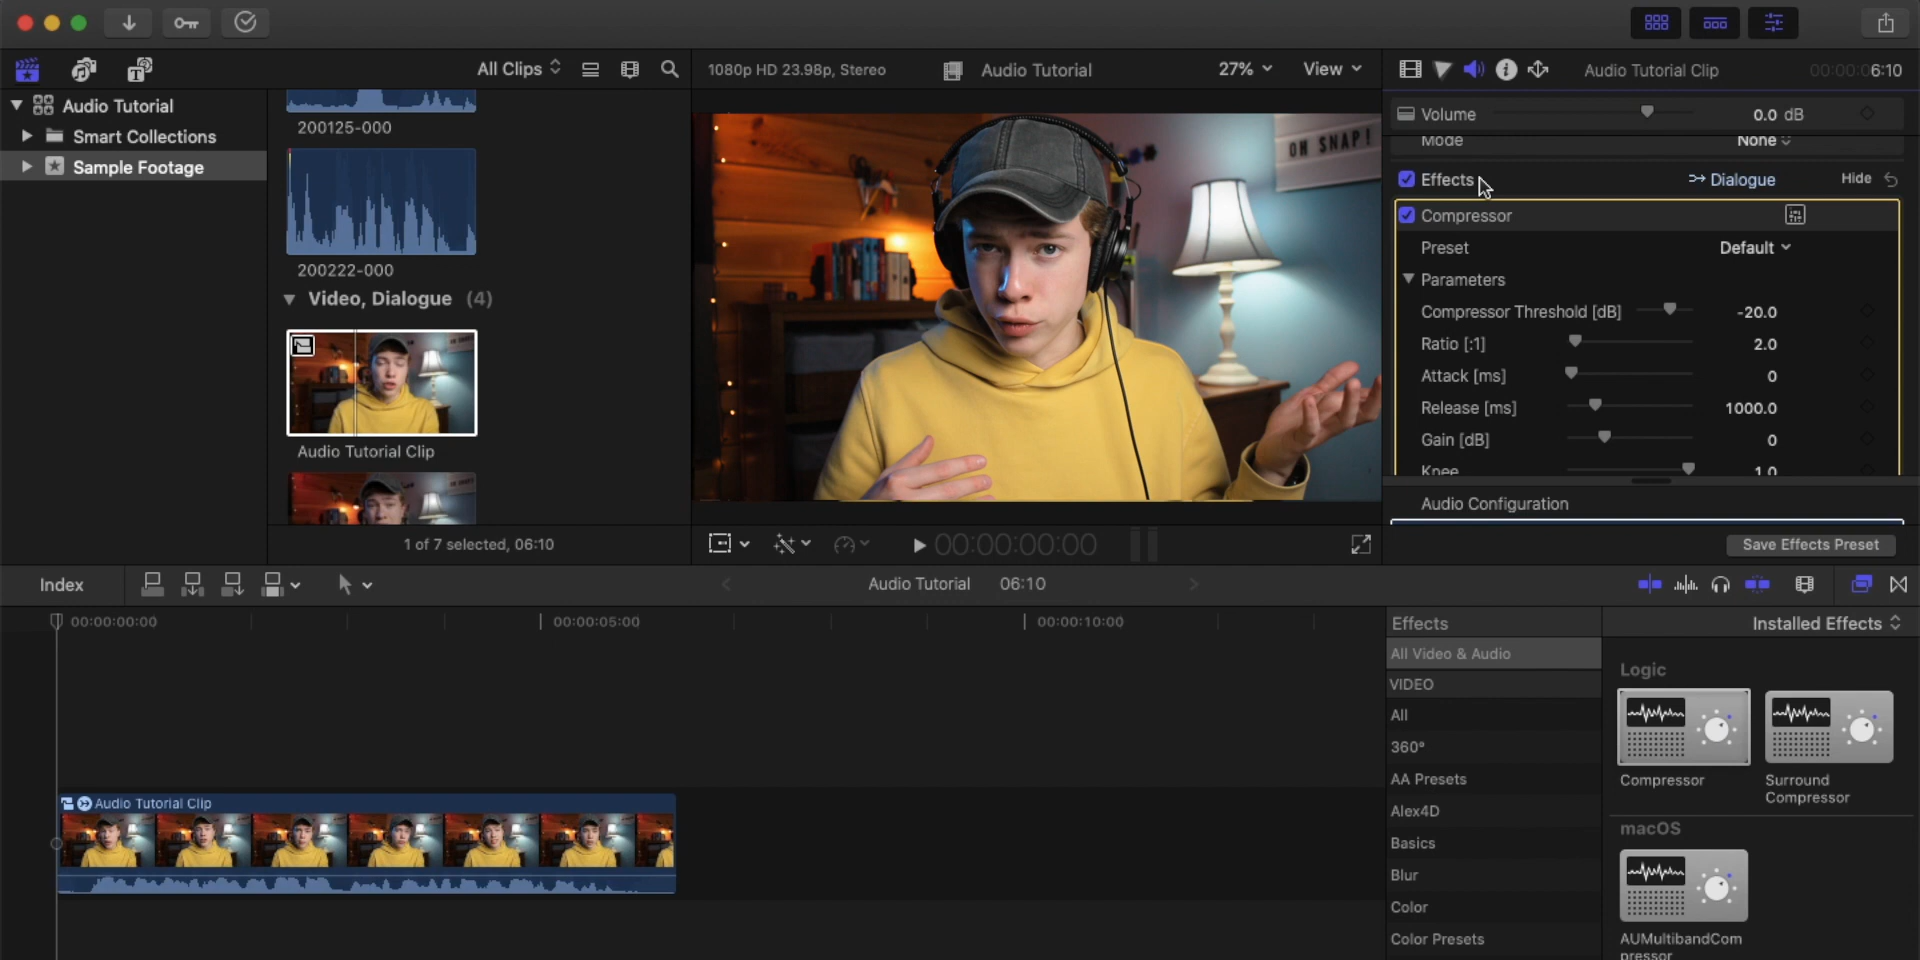 All Clips
1080p HD 23.98p, Stereo
Audio Tutorial
27%
View
Audio Tutorial Clip
00:00:06:10
Audio Tutorial
Smart Collections
Sample Footage
200125-000
200222-000
Video, Dialogue (4)
Audio Tutorial Clip
1 of 7 selected, 06:10
OH SNAP!
00:00:00:00
Volume 0.0 dB
Mode None
Effects Dialogue Hide
Compressor
Preset Default
Parameters
Compressor Threshold [dB] -20.0
Ratio [:1] 2.0
Attack [ms] 0
Release [ms] 1000.0
Gain [dB] 0
Knee 1.0
Audio Configuration
Save Effects Preset
Index
Audio Tutorial 06:10
00:00:00:00
00:00:05:00
00:00:10:00
Audio Tutorial Clip
Effects
Installed Effects
All Video & Audio
VIDEO
All
360°
AA Presets
Alex4D
Basics
Blur
Color
Color Presets
Logic
Compressor
Surround
Compressor
macOS
AUMultibandCom
pressor